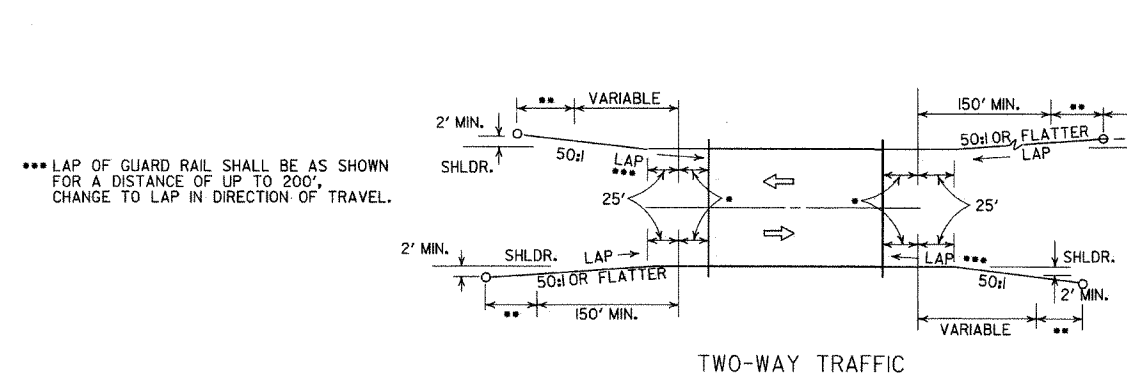 ** VARIABLE
150' MIN. **
2' MIN.
50:1 OR FLATTER
SHLDR. 50:1 LAP
LAP
***
*** LAP OF GUARD RAIL SHALL BE AS SHOWN
FOR A DISTANCE OF UP TO 200',
CHANGE TO LAP IN DIRECTION OF TRAVEL.
25' * * 25'
2' MIN. SHLDR. LAP
LAP *** SHLDR.
50:1 OR FLATTER
50:1
2' MIN.
** 150' MIN.
VARIABLE **
TWO-WAY TRAFFIC